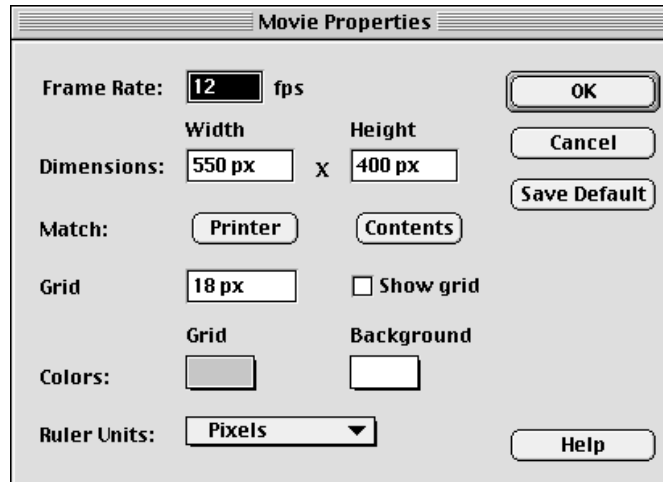 Movie Properties
Frame Rate: 12 fps
OK
Width Height
Cancel
Dimensions: 550 px x 400 px
Save Default
Match: Printer Contents
Grid 18 px Show grid
Grid Background
Colors:
Ruler Units: Pixels
Help